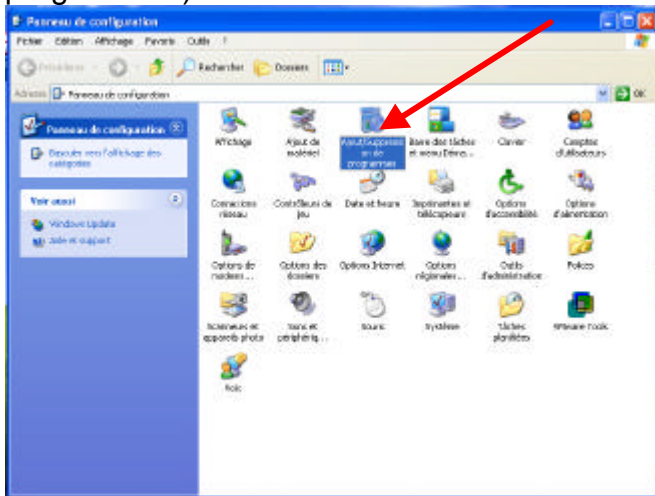 Panneau de configuration
Fichier Edition Affichage Favoris Outils ?
Rechercher Dossiers
Adresse Panneau de configuration OK
Panneau de configuration
Basculer vers l'affichage des
catégories
Voir aussi
Windows Update
Aide et support
Affichage
Ajout de
matériel
Ajout/Suppressi
on de
programmes
Barre des tâches
et menu Démar...
Clavier
Comptes
d'utilisateurs
Connexions
réseau
Contrôleurs de
jeu
Date et heure
Imprimantes et
télécopieurs
Options
d'accessibilité
Options
d'alimentation
Options de
modems ...
Options des
dossiers
Options Internet
Options
régionales ...
Outils
d'administration
Polices
Scanneurs et
appareils photo
Sons et
périphériq...
Souris
Système
Tâches
planifiées
VMware Tools
Voix